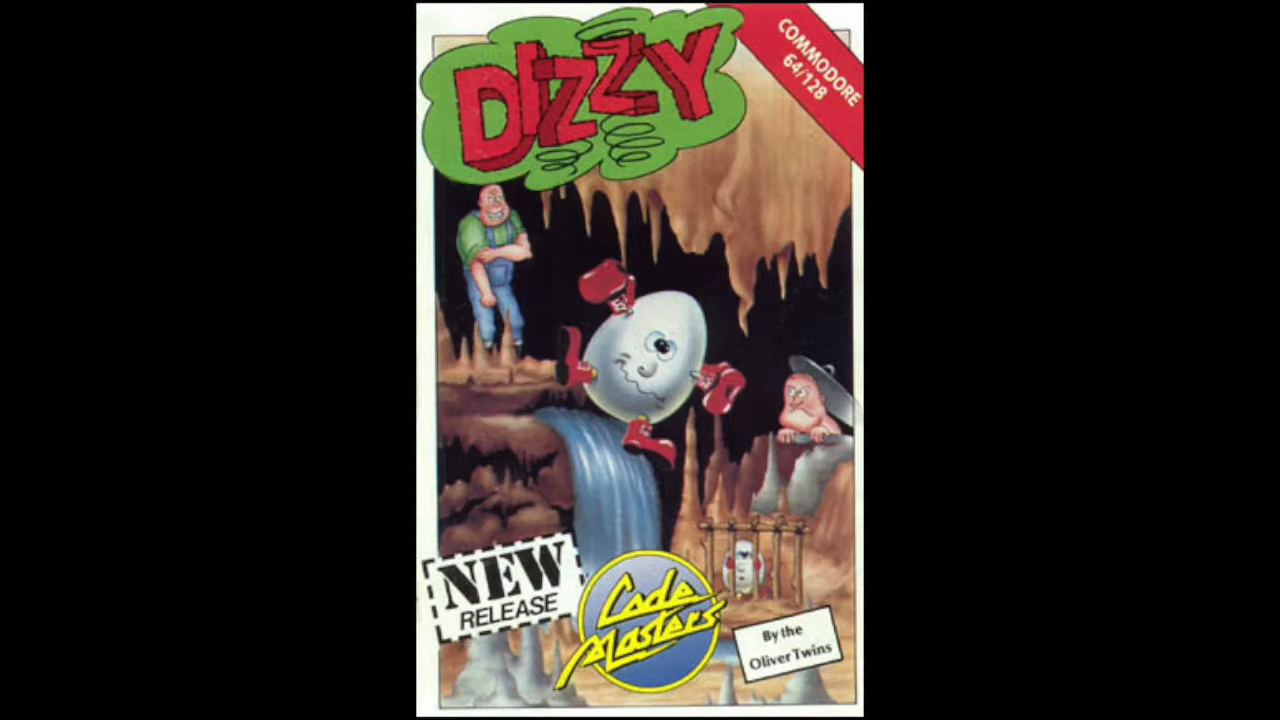 DIZZY
COMMODORE
64/128
NEW
RELEASE
Code
Masters
By the
Oliver Twins